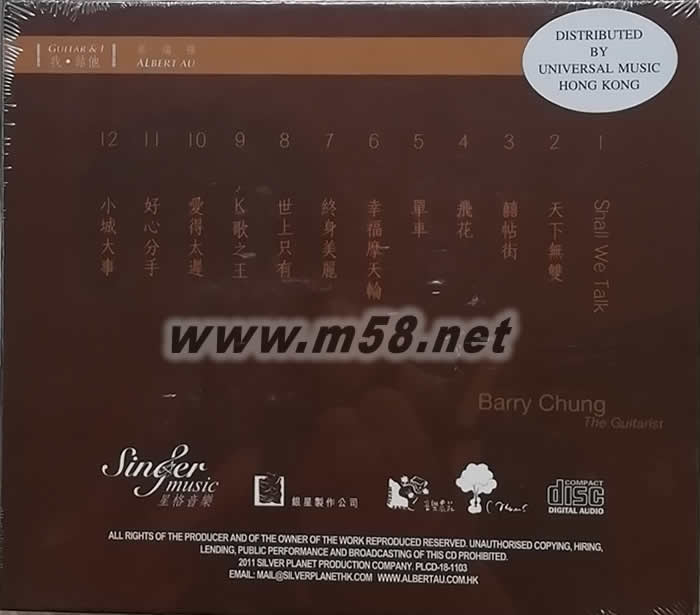 GUITAR & I
我・結他
區瑞強
ALBERT AU
DISTRIBUTED
BY
UNIVERSAL MUSIC
HONG KONG
1 Shall We Talk
2 天下無雙
3 囍帖街
4 飛花
5 單車
6 幸福摩天輪
7 終身美麗
8 世上只有
9 K歌之王
10 愛得太遲
11 好心分手
12 小城大事
www.m58.net
Barry Chung
The Guitarist
Singer
music
星格音樂
銀星製作公司
COMPACT
disc
DIGITAL AUDIO
ALL RIGHTS OF THE PRODUCER AND OF THE OWNER OF THE WORK REPRODUCED RESERVED. UNAUTHORISED COPYING, HIRING,
LENDING, PUBLIC PERFORMANCE AND BROADCASTING OF THIS CD PROHIBITED.
2011 SILVER PLANET PRODUCTION COMPANY. PLCD-18-1103
EMAIL: MAIL@SILVERPLANETHK.COM WWW.ALBERTAU.COM.HK